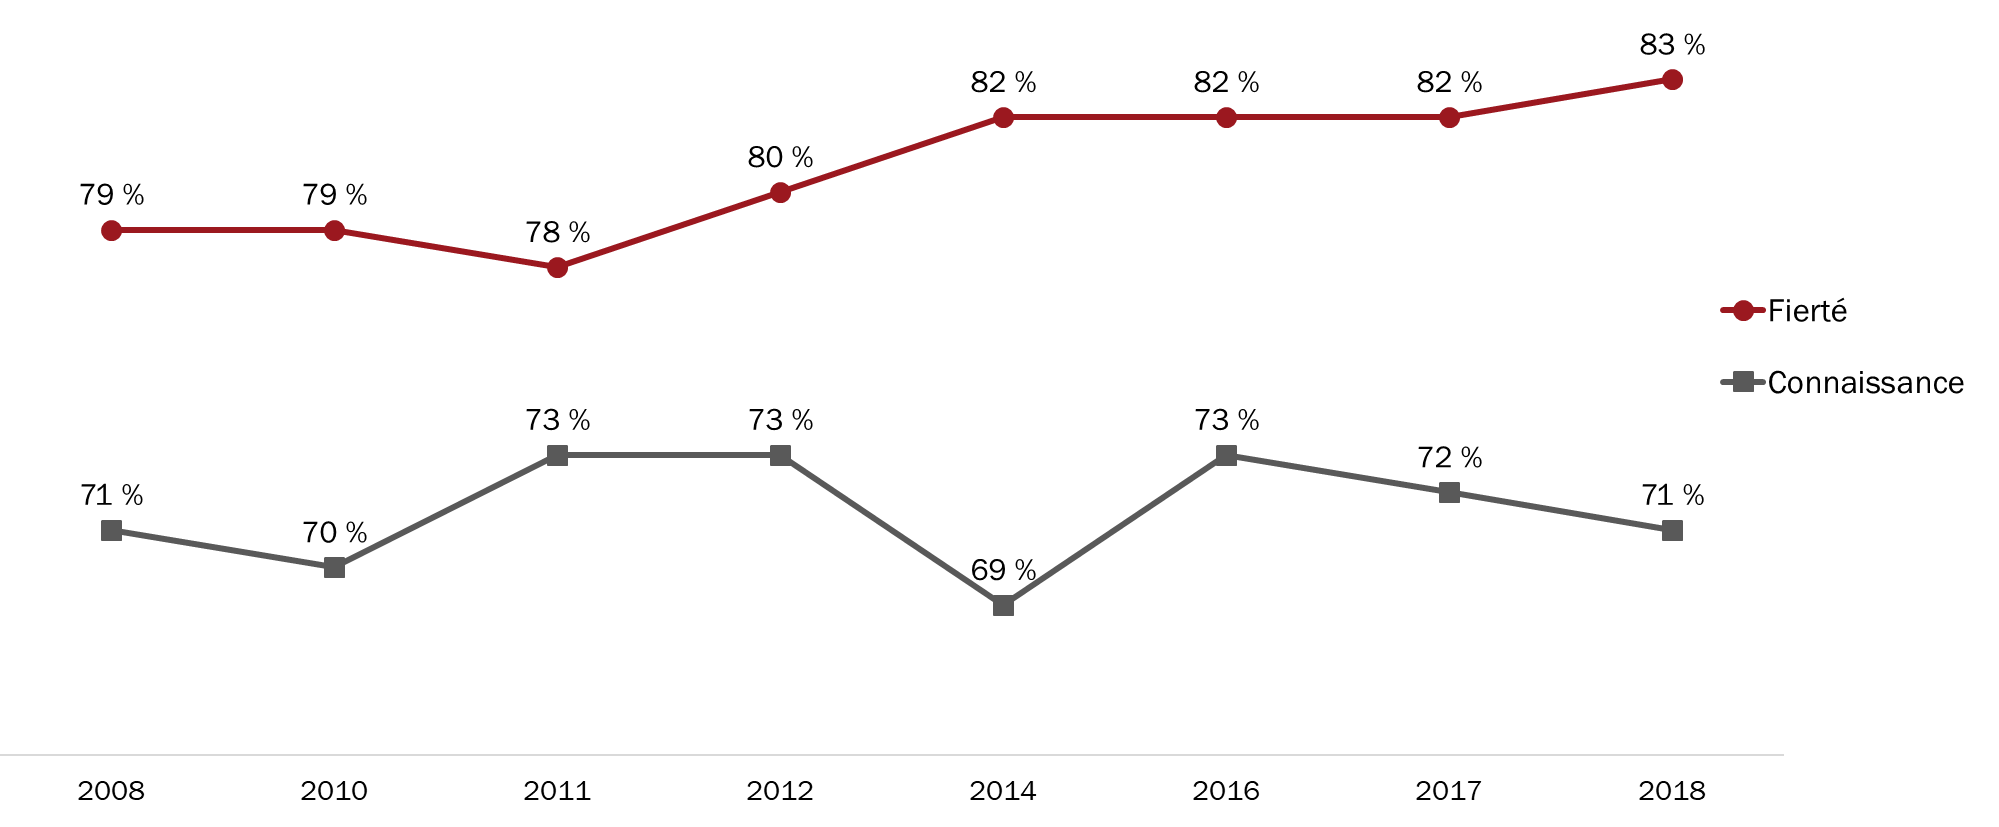 83 %
82 % 82 % 82 %
80 %
79 % 79 %
78 %
Fierté
Connaissance
73 % 73 % 73 %
72 %
71 % 71 %
70 %
69 %
2008 2010 2011 2012 2014 2016 2017 2018